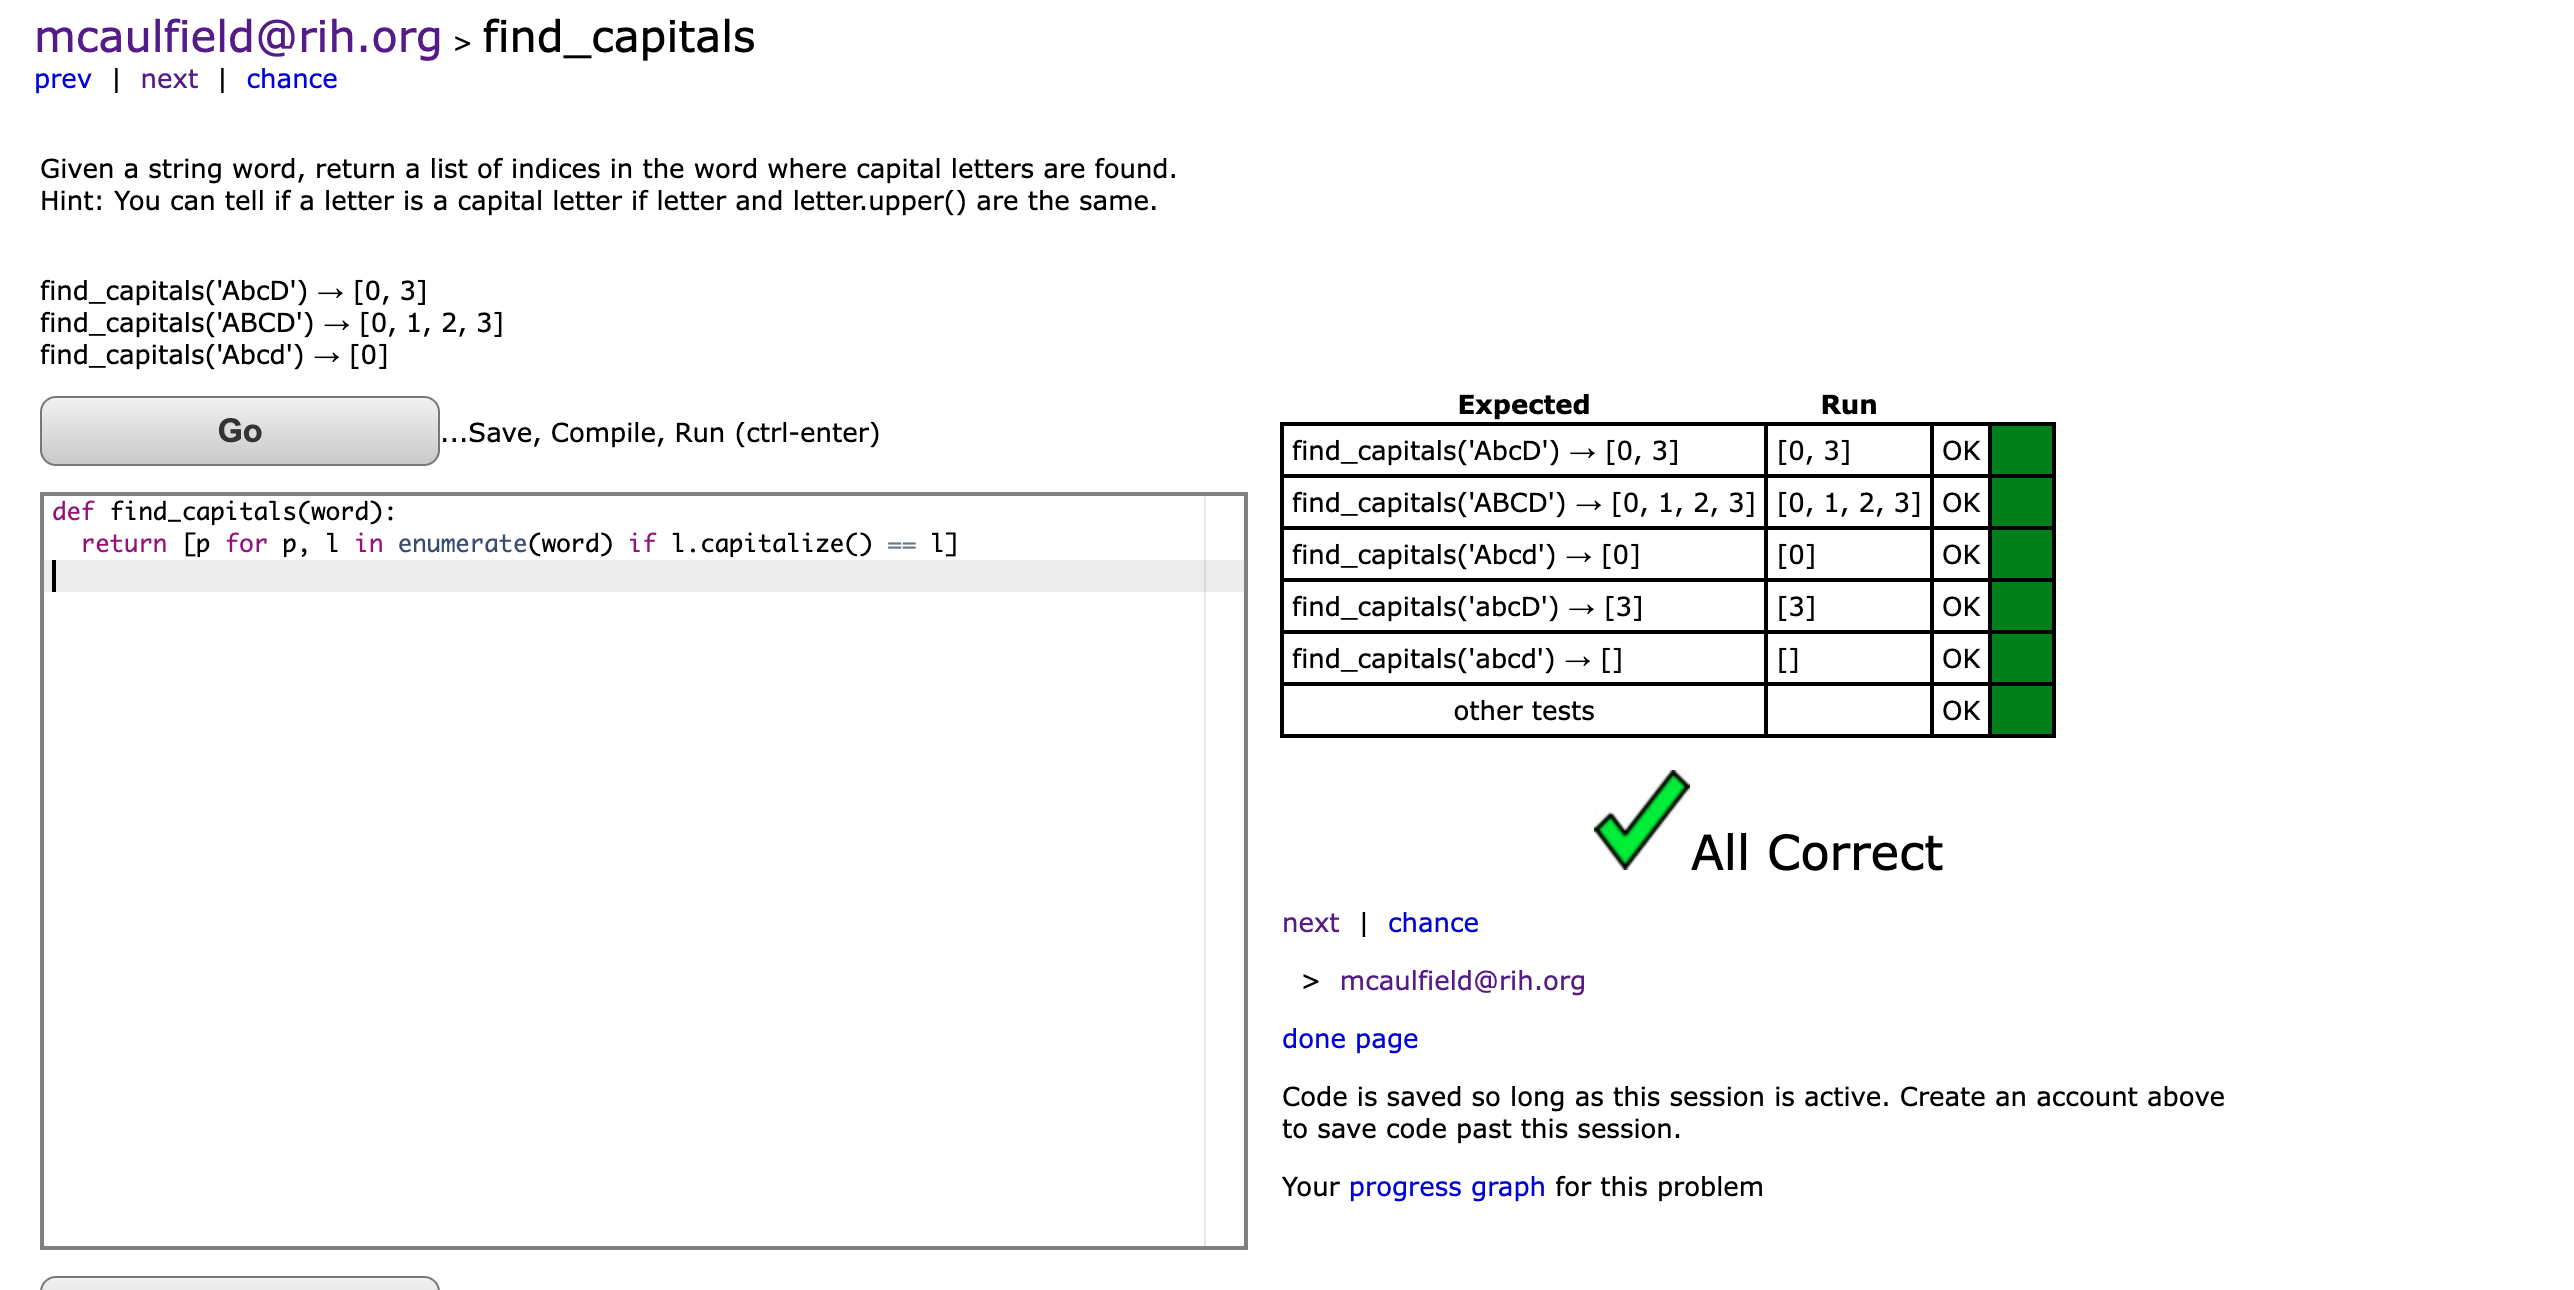 mcaulfield@rih.org > find_capitals
prev | next | chance
Given a string word, return a list of indices in the word where capital letters are found.
Hint: You can tell if a letter is a capital letter if letter and letter.upper() are the same.
find_capitals('AbcD') → [0, 3]
find_capitals('ABCD') → [0, 1, 2, 3]
find_capitals('Abcd') → [0]
Go ...Save, Compile, Run (ctrl-enter)
def find_capitals(word):
  return [p for p, l in enumerate(word) if l.capitalize() == l]
Expected Run
find_capitals('AbcD') → [0, 3] [0, 3] OK
find_capitals('ABCD') → [0, 1, 2, 3] [0, 1, 2, 3] OK
find_capitals('Abcd') → [0] [0] OK
find_capitals('abcD') → [3] [3] OK
find_capitals('abcd') → [] [] OK
other tests OK
All Correct
next | chance
> mcaulfield@rih.org
done page
Code is saved so long as this session is active. Create an account above
to save code past this session.
Your progress graph for this problem